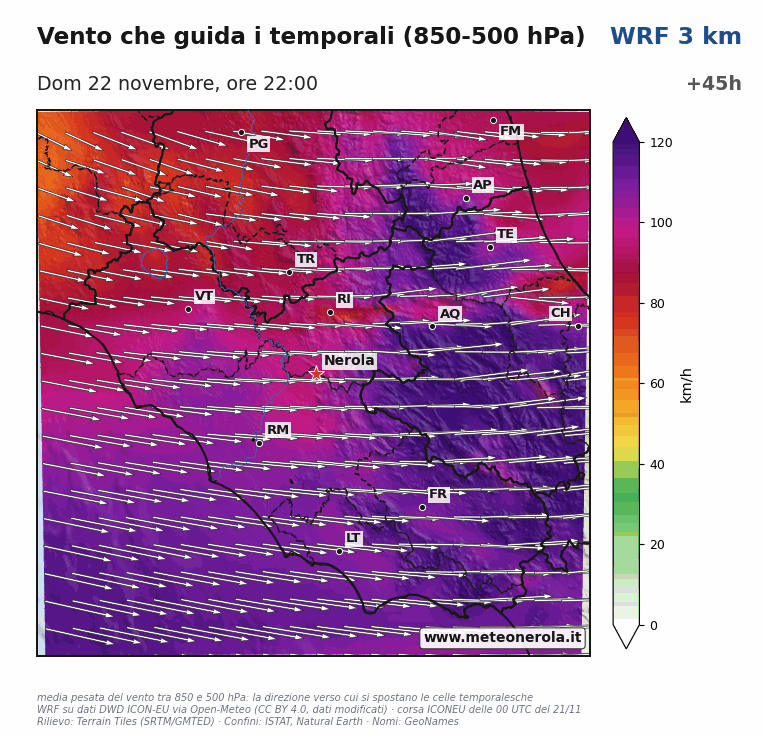 Vento che guida i temporali (850-500 hPa) WRF 3 km
Dom 22 novembre, ore 22:00 +45h
FM
PG
AP
TE
TR
VT
RI
AQ
CH
Nerola
RM
FR
LT
www.meteonerola.it
120
100
80
60
40
20
0
km/h
media pesata del vento tra 850 e 500 hPa: la direzione verso cui si spostano le celle temporalesche
WRF su dati DWD ICON-EU via Open-Meteo (CC BY 4.0, dati modificati) · corsa ICONEU delle 00 UTC del 21/11
Rilievo: Terrain Tiles (SRTM/GMTED) · Confini: ISTAT, Natural Earth · Nomi: GeoNames